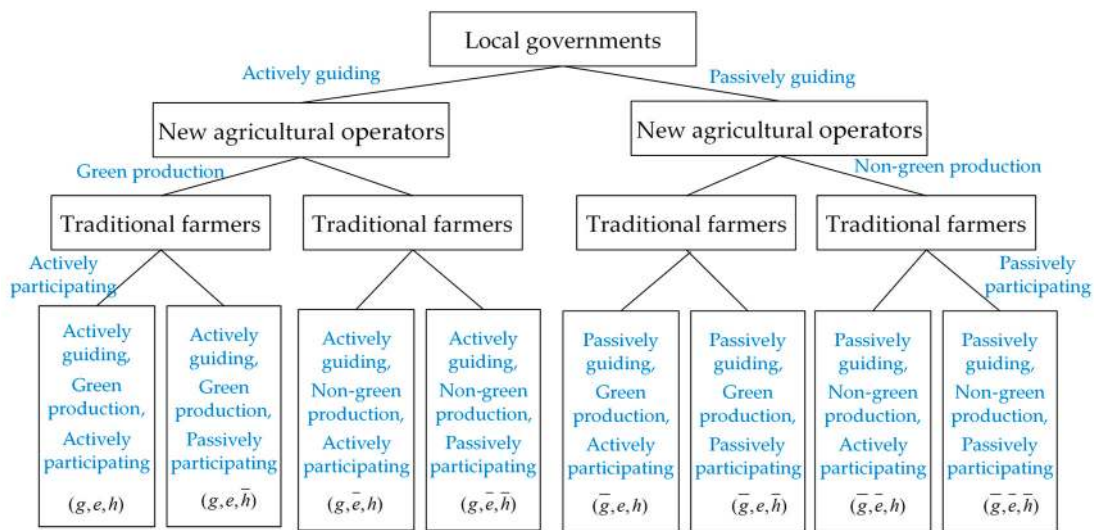 Local governments
Actively guiding
Passively guiding
New agricultural operators
New agricultural operators
Green production
Non-green production
Traditional farmers
Traditional farmers
Traditional farmers
Traditional farmers
Actively
participating
Passively
participating
Actively
guiding,
Green
production,
Actively
participating
(g,e,h)
Actively
guiding,
Green
production,
Passively
participating
(g,e,h̅)
Actively
guiding,
Non-green
production,
Actively
participating
(g,e̅,h)
Actively
guiding,
Non-green
production,
Passively
participating
(g,e̅,h̅)
Passively
guiding,
Green
production,
Actively
participating
(g̅,e,h)
Passively
guiding,
Green
production,
Passively
participating
(g̅,e,h̅)
Passively
guiding,
Non-green
production,
Actively
participating
(g̅,e̅,h)
Passively
guiding,
Non-green
production,
Passively
participating
(g̅,e̅,h̅)